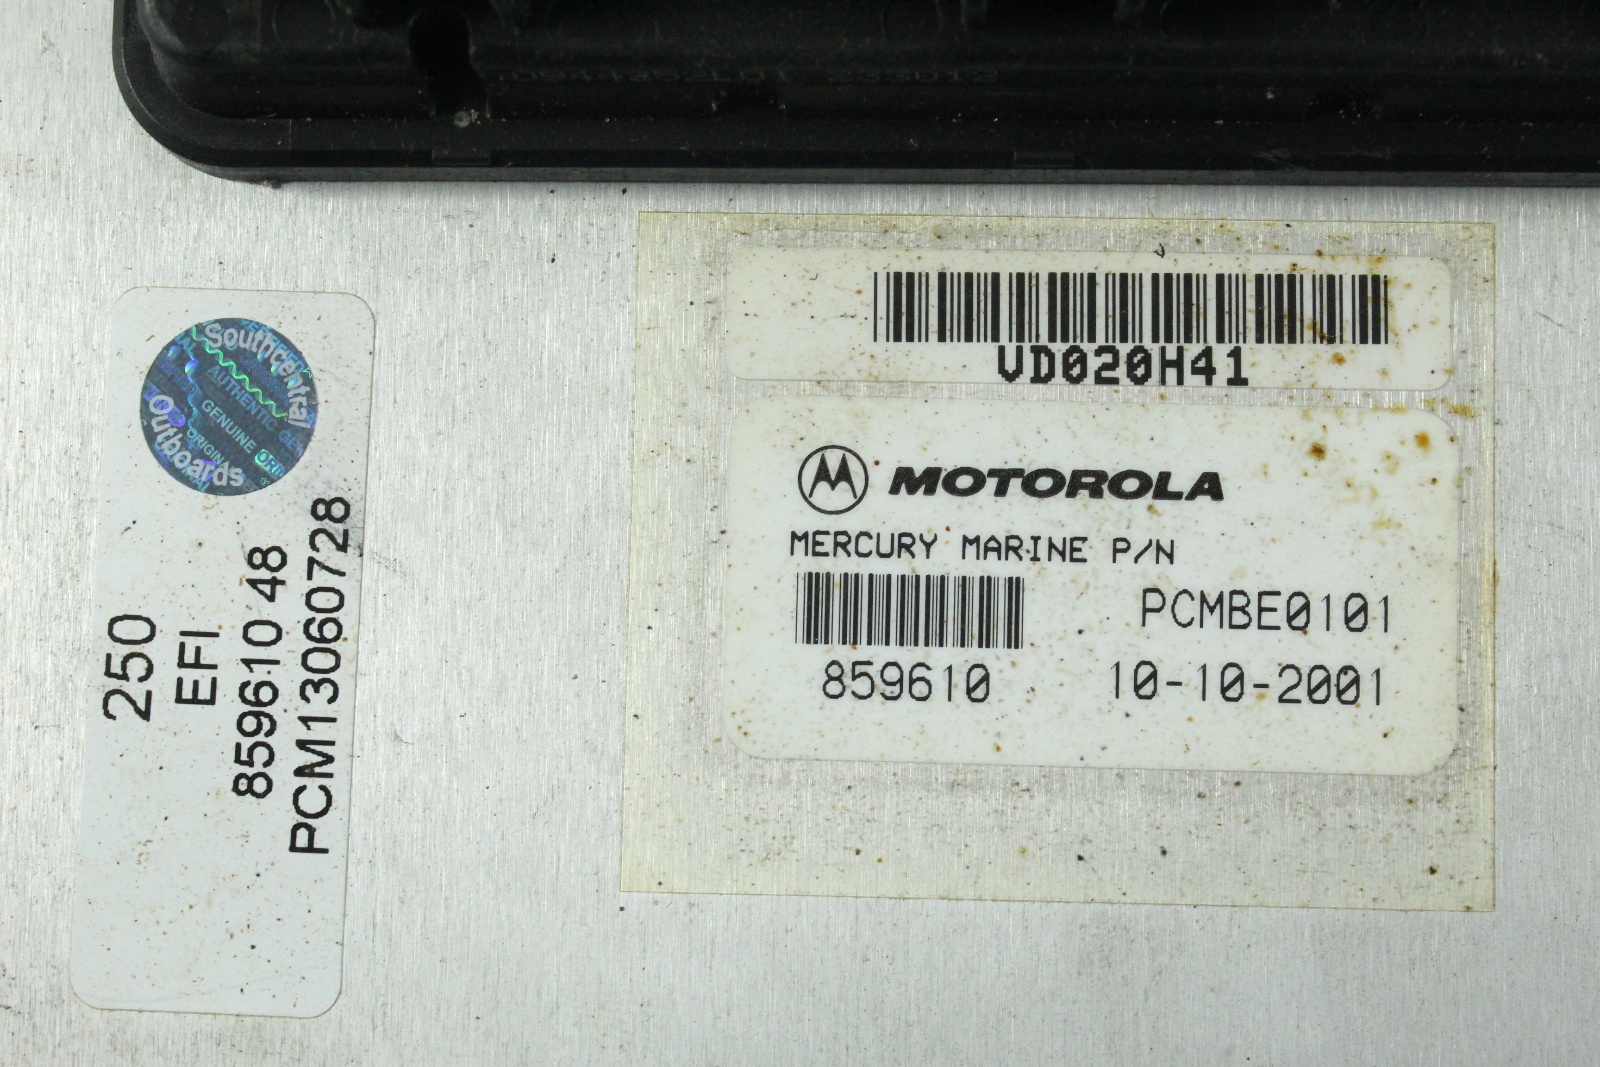 VD020H41
MOTOROLA
MERCURY MARINE P/N
PCMBE0101
859610 10-10-2001
Southcentral
AUTHENTIC
GENUINE
ORIGINAL
Outboards
250
EFI
859610 48
PCM13060728